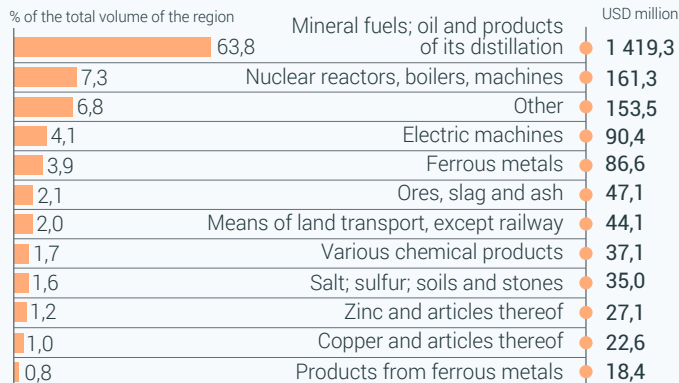 % of the total volume of the region
USD million
Mineral fuels; oil and products
of its distillation
63,8
1 419,3
7,3
Nuclear reactors, boilers, machines
161,3
6,8
Other
153,5
4,1
Electric machines
90,4
3,9
Ferrous metals
86,6
2,1
Ores, slag and ash
47,1
2,0
Means of land transport, except railway
44,1
1,7
Various chemical products
37,1
1,6
Salt; sulfur; soils and stones
35,0
1,2
Zinc and articles thereof
27,1
1,0
Copper and articles thereof
22,6
0,8
Products from ferrous metals
18,4